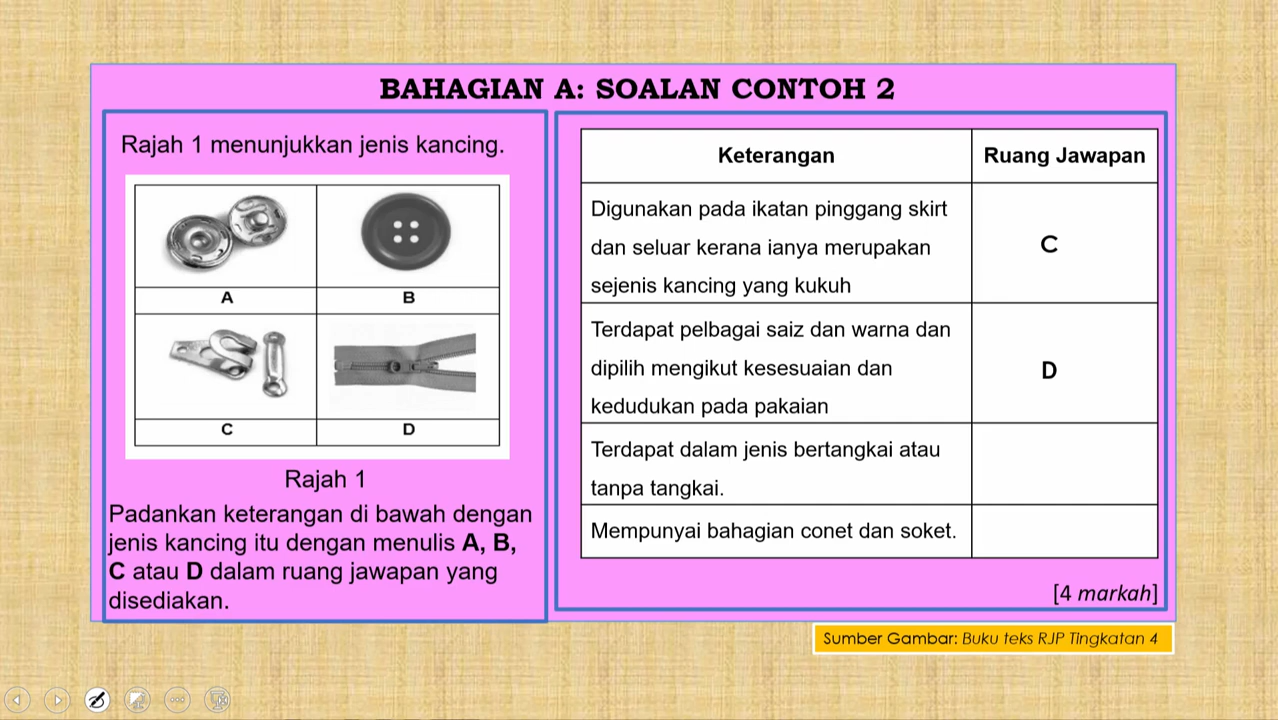 BAHAGIAN A: SOALAN CONTOH 2
Rajah 1 menunjukkan jenis kancing.
A
B
C
D
Rajah 1
Padankan keterangan di bawah dengan
jenis kancing itu dengan menulis A, B,
C atau D dalam ruang jawapan yang
disediakan.
Keterangan
Ruang Jawapan
Digunakan pada ikatan pinggang skirt
dan seluar kerana ianya merupakan
sejenis kancing yang kukuh
C
Terdapat pelbagai saiz dan warna dan
dipilih mengikut kesesuaian dan
kedudukan pada pakaian
D
Terdapat dalam jenis bertangkai atau
tanpa tangkai.
Mempunyai bahagian conet dan soket.
[4 markah]
Sumber Gambar: Buku teks RJP Tingkatan 4